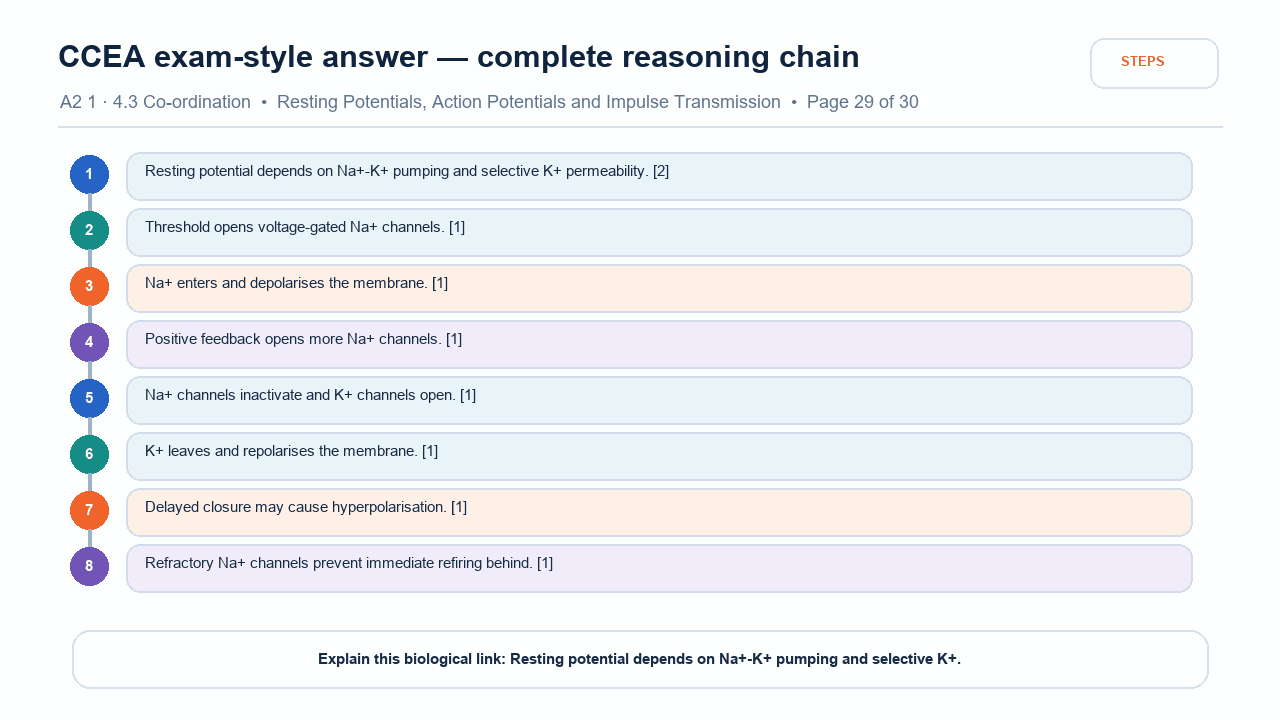 CCEA exam-style answer — complete reasoning chain
STEPS
A2 1 · 4.3 Co-ordination • Resting Potentials, Action Potentials and Impulse Transmission • Page 29 of 30
1 Resting potential depends on Na+-K+ pumping and selective K+ permeability. [2]
2 Threshold opens voltage-gated Na+ channels. [1]
3 Na+ enters and depolarises the membrane. [1]
4 Positive feedback opens more Na+ channels. [1]
5 Na+ channels inactivate and K+ channels open. [1]
6 K+ leaves and repolarises the membrane. [1]
7 Delayed closure may cause hyperpolarisation. [1]
8 Refractory Na+ channels prevent immediate refiring behind. [1]
Explain this biological link: Resting potential depends on Na+-K+ pumping and selective K+.